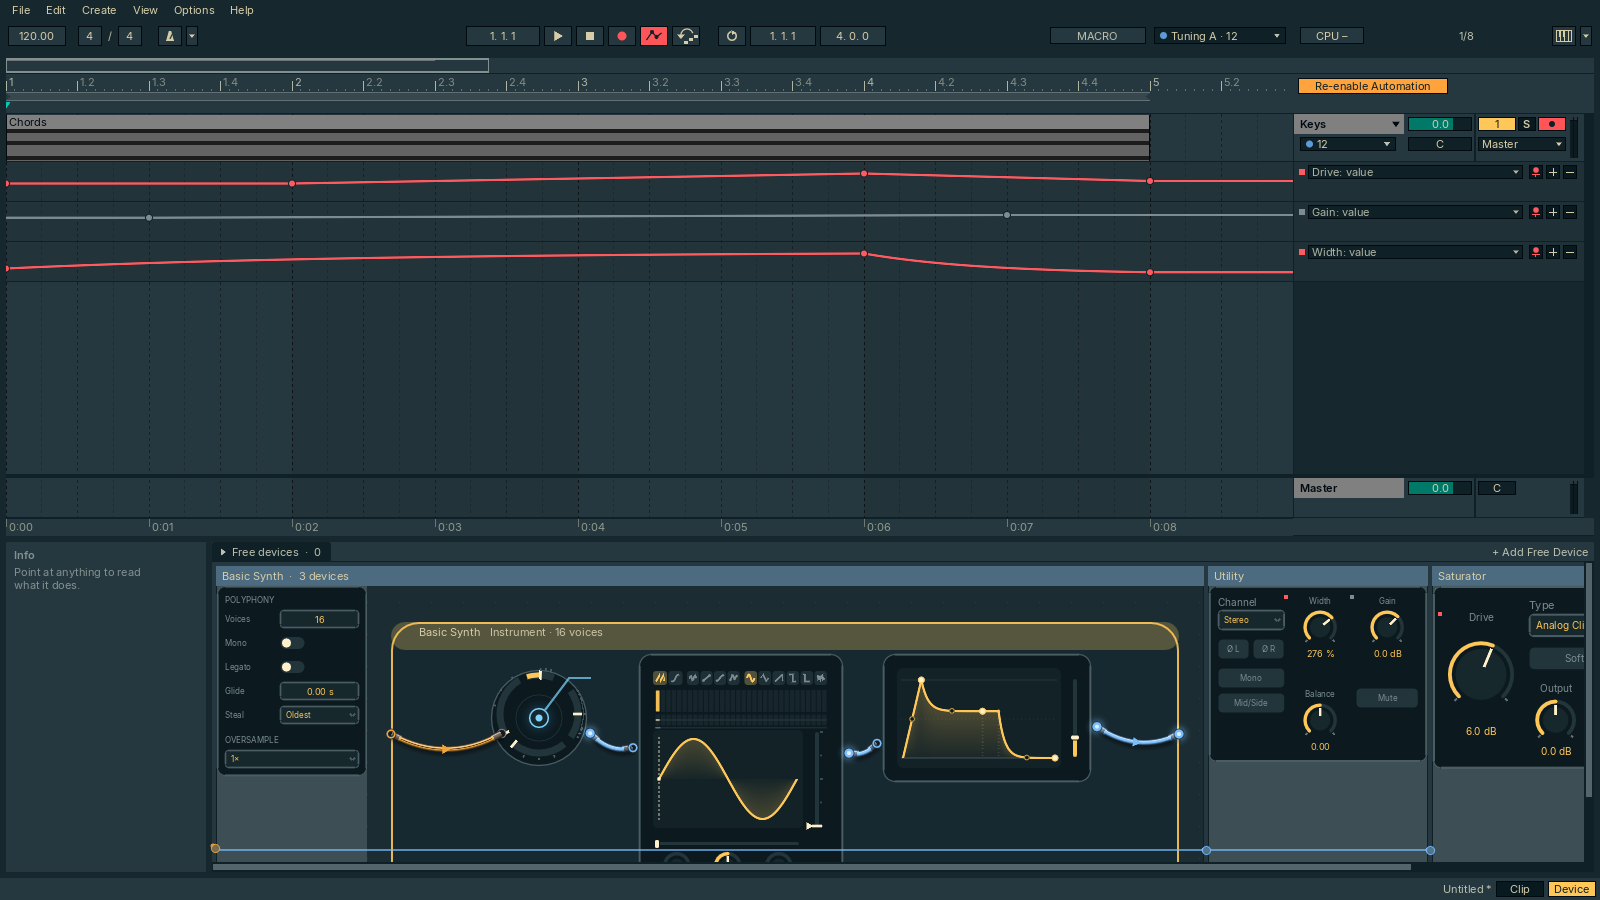 File Edit Create View Options Help
120.00 4 / 4 1. 1. 1 1. 1. 1 4. 0. 0 MACRO Tuning A · 12 CPU – 1/8
1 1.2 1.3 1.4 2 2.2 2.3 2.4 3 3.2 3.3 3.4 4 4.2 4.3 4.4 5 5.2 Re-enable Automation
Chords Keys 0.0 1 S
12 C Master
Drive: value
Gain: value
Width: value
Master 0.0 C
0:00 0:01 0:02 0:03 0:04 0:05 0:06 0:07 0:08
Info
Point at anything to read
what it does.
Free devices · 0 + Add Free Device
Basic Synth · 3 devices Utility Saturator
POLYPHONY
Voices 16
Mono
Legato
Glide 0.00 s
Steal Oldest
OVERSAMPLE
1×
Basic Synth Instrument · 16 voices
Channel Width Gain
Stereo
276 % 0.0 dB
Ø L Ø R
Mono
Mid/Side
Balance Mute
0.00
Drive Type
Analog Cli
Soft
Output
6.0 dB
0.0 dB
Untitled * Clip Device